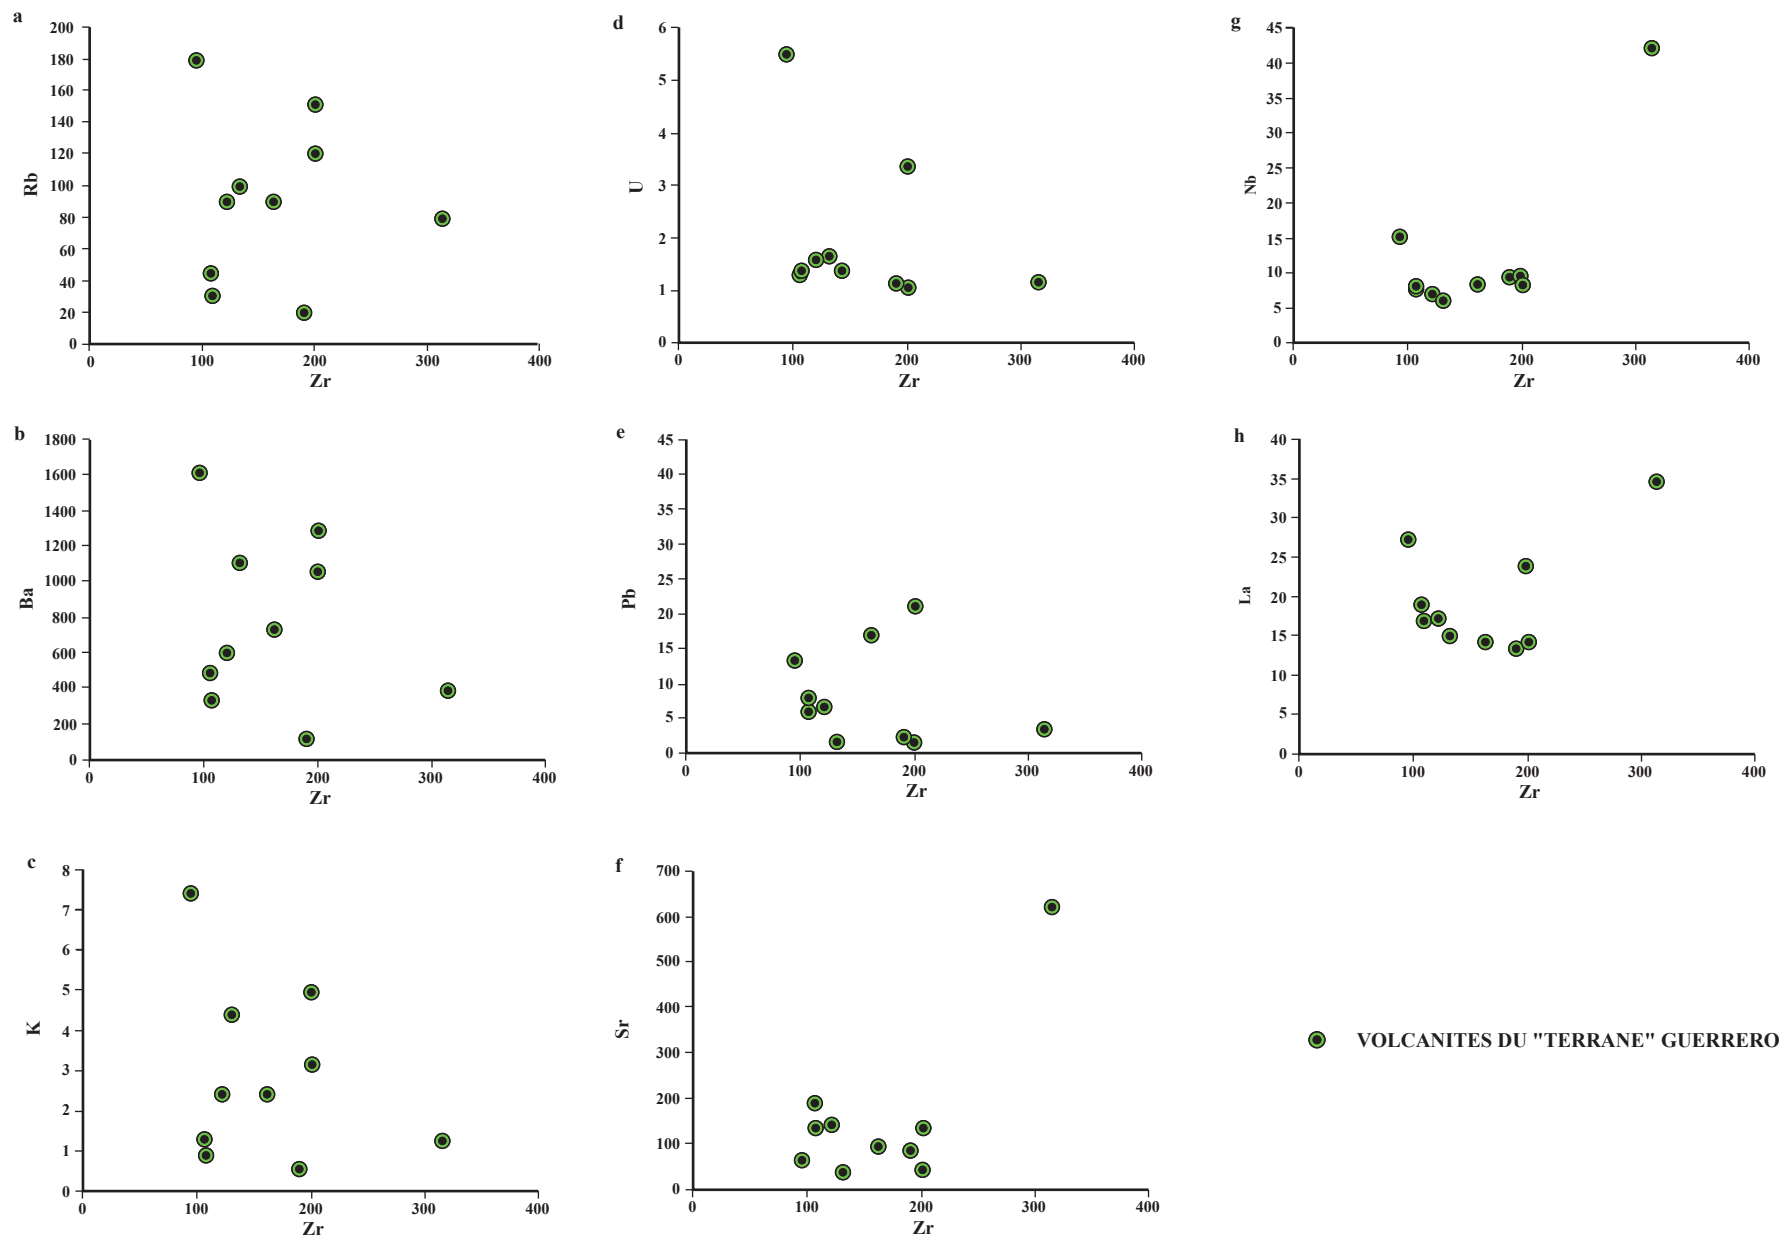 a
200
180
160
140
120
100
80
60
40
20
0
Rb
0 100 200 300 400
Zr
d
6
5
4
3
2
1
0
U
0 100 200 300 400
Zr
g
45
40
35
30
25
20
15
10
5
0
Nb
0 100 200 300 400
Zr
b
1800
1600
1400
1200
1000
800
600
400
200
0
Ba
0 100 200 300 400
Zr
e
45
40
35
30
25
20
15
10
5
0
Pb
0 100 200 300 400
Zr
h
40
35
30
25
20
15
10
5
0
La
0 100 200 300 400
Zr
c
8
7
6
5
4
3
2
1
0
K
0 100 200 300 400
Zr
f
700
600
500
400
300
200
100
0
Sr
0 100 200 300 400
Zr
VOLCANITES DU "TERRANE" GUERRERO